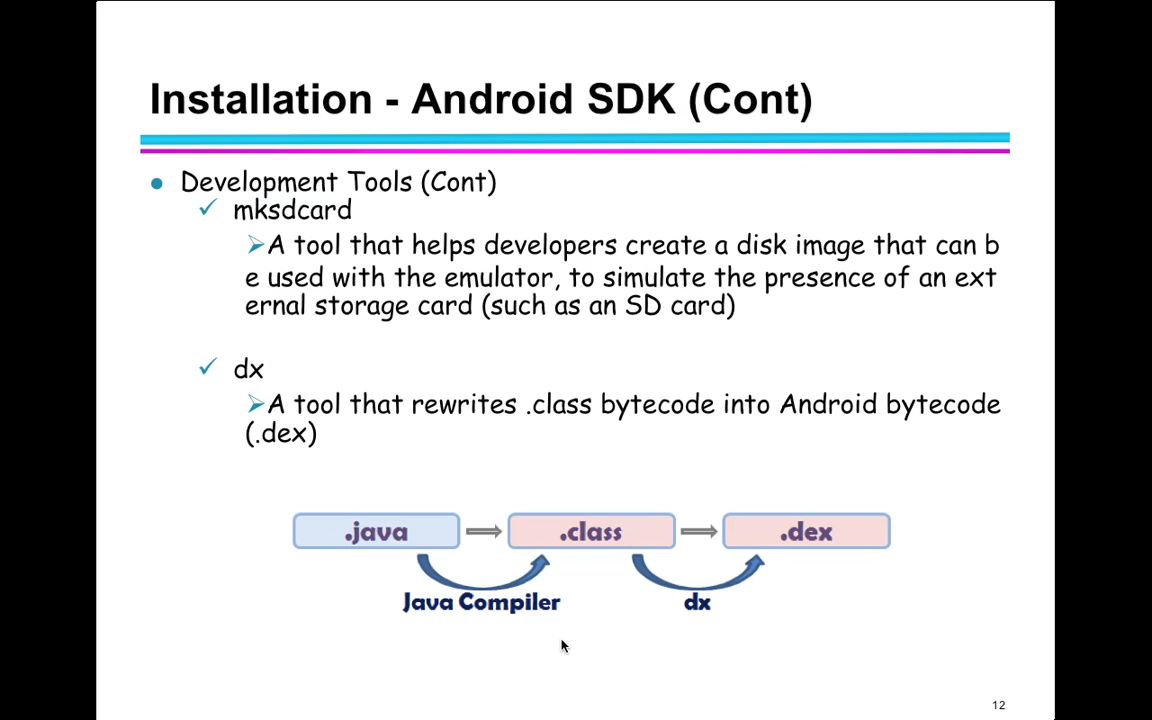 Installation - Android SDK (Cont)
Development Tools (Cont)
mksdcard
A tool that helps developers create a disk image that can b
e used with the emulator, to simulate the presence of an ext
ernal storage card (such as an SD card)
dx
A tool that rewrites .class bytecode into Android bytecode
(.dex)
.java .class .dex
Java Compiler dx
12